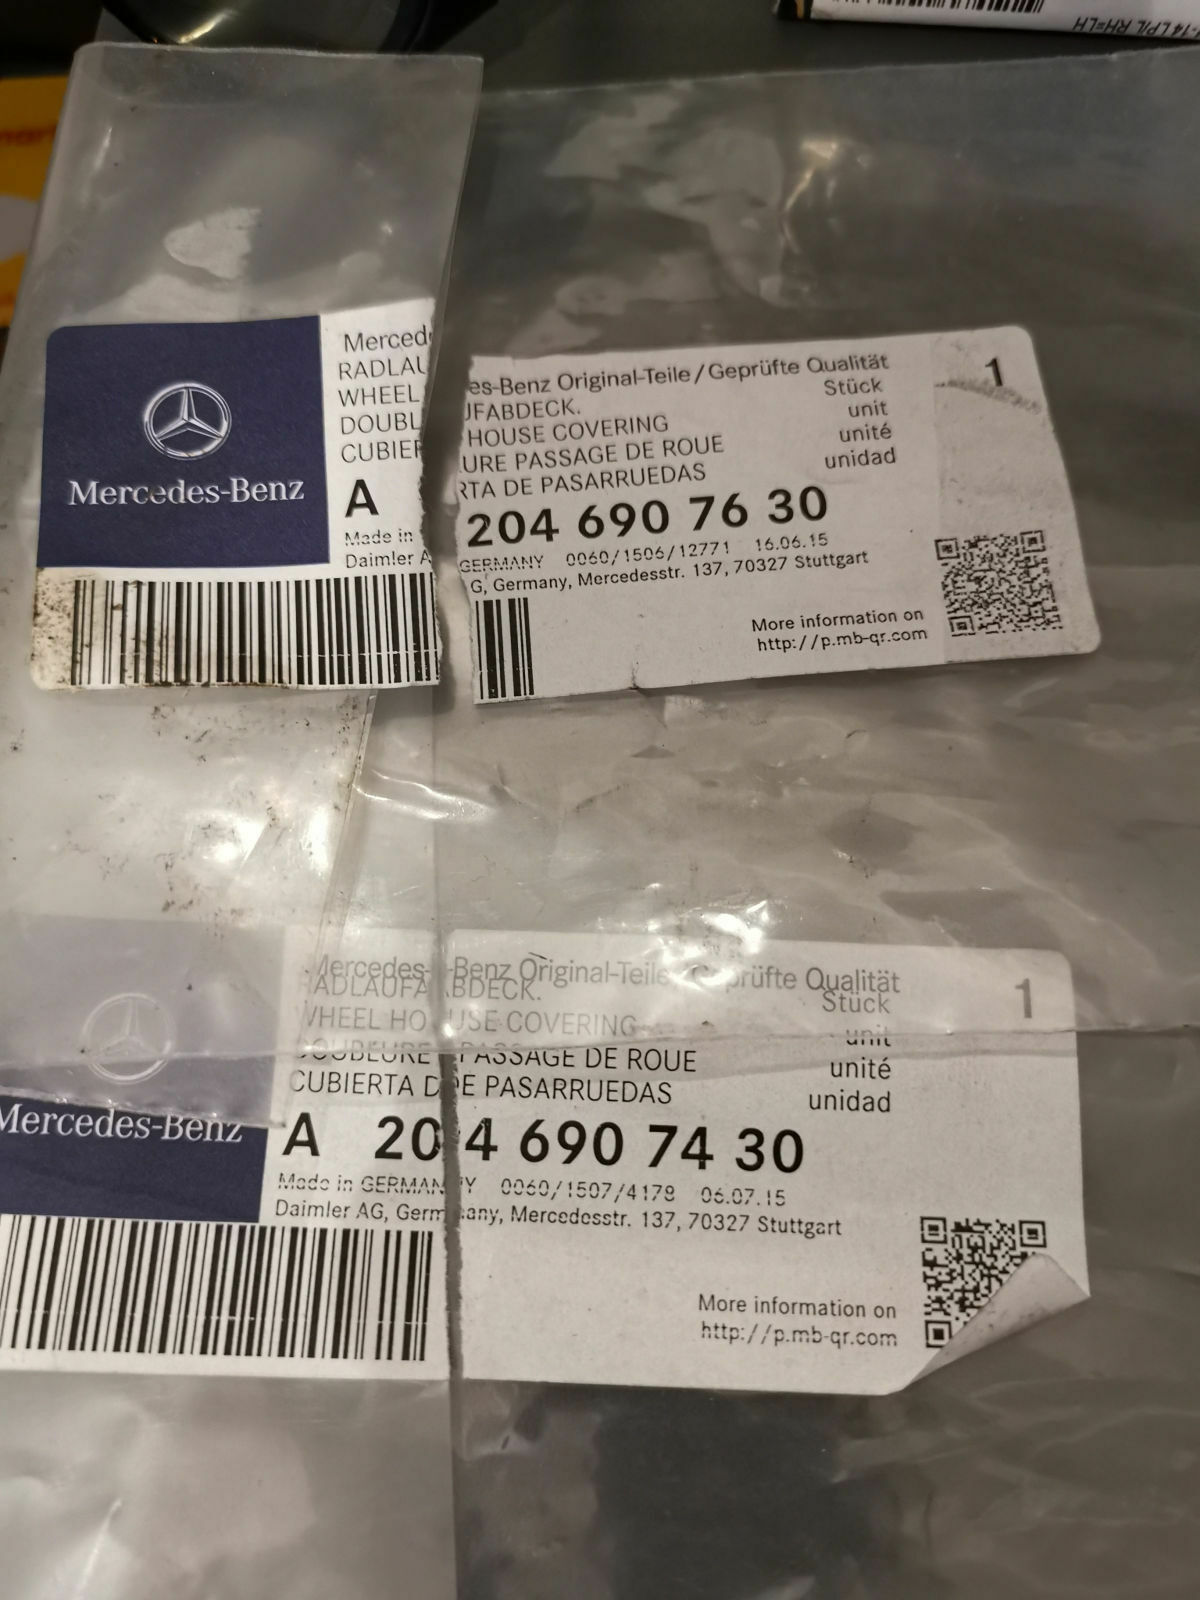 -14 LP/L RH=LH
Mercedes-Benz Original-Teile/Geprüfte Qualität
RADLAUFABDECK. Stück
WHEEL HOUSE COVERING unit
DOUBLURE PASSAGE DE ROUE unité
CUBIERTA DE PASARRUEDAS unidad
1
Mercedes-Benz
A 204 690 76 30
Made in GERMANY 0060/1506/12771 16.06.15
Daimler AG, Germany, Mercedesstr. 137, 70327 Stuttgart
More information on
http://p.mb-qr.com
Mercedes-Benz Original-Teile/Geprüfte Qualität
RADLAUFABDECK. Stück
WHEEL HOUSE COVERING unit
DOUBLURE PASSAGE DE ROUE unité
CUBIERTA DE PASARRUEDAS unidad
1
Mercedes-Benz
A 204 690 74 30
Made in GERMANY 0060/1507/4178 06.07.15
Daimler AG, Germany, Mercedesstr. 137, 70327 Stuttgart
More information on
http://p.mb-qr.com